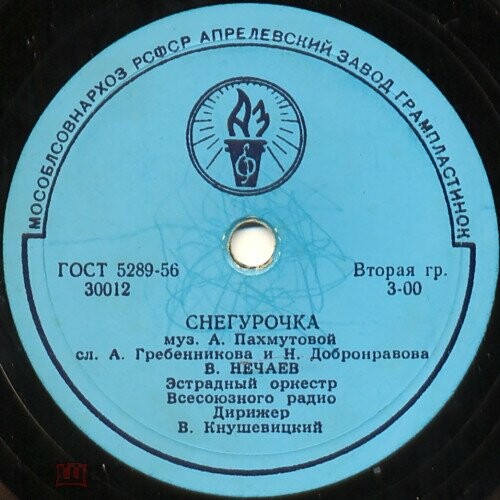 МОСОБЛСОВНАРХОЗ РСФСР АПРЕЛЕВСКИЙ ЗАВОД ГРАМПЛАСТИНОК
АЗ
ГОСТ 5289-56
30012
Вторая гр.
3-00
СНЕГУРОЧКА
муз. А. Пахмутовой
сл. А. Гребенникова и Н. Добронравова
В. НЕЧАЕВ
Эстрадный оркестр
Всесоюзного радио
Дирижер
В. Кнушевицкий